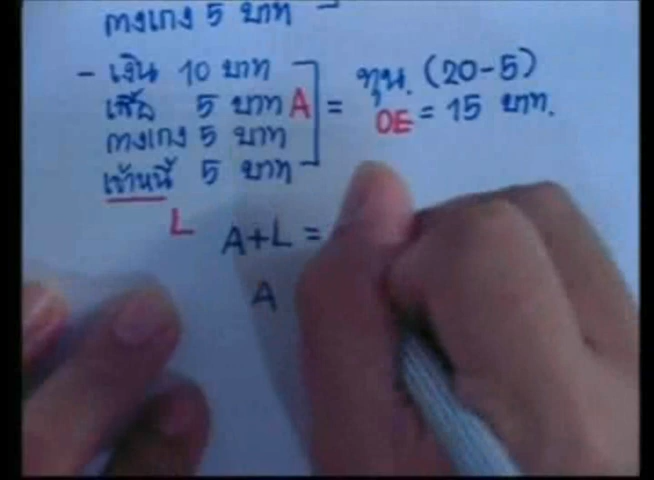 กางเกง 5 บาท
- เงิน 10 บาท
เสื้อ 5 บาท A = ทุน (20-5)
กางเกง 5 บาท OE = 15 บาท.
เจ้าหนี้ 5 บาท
L A+L =
A